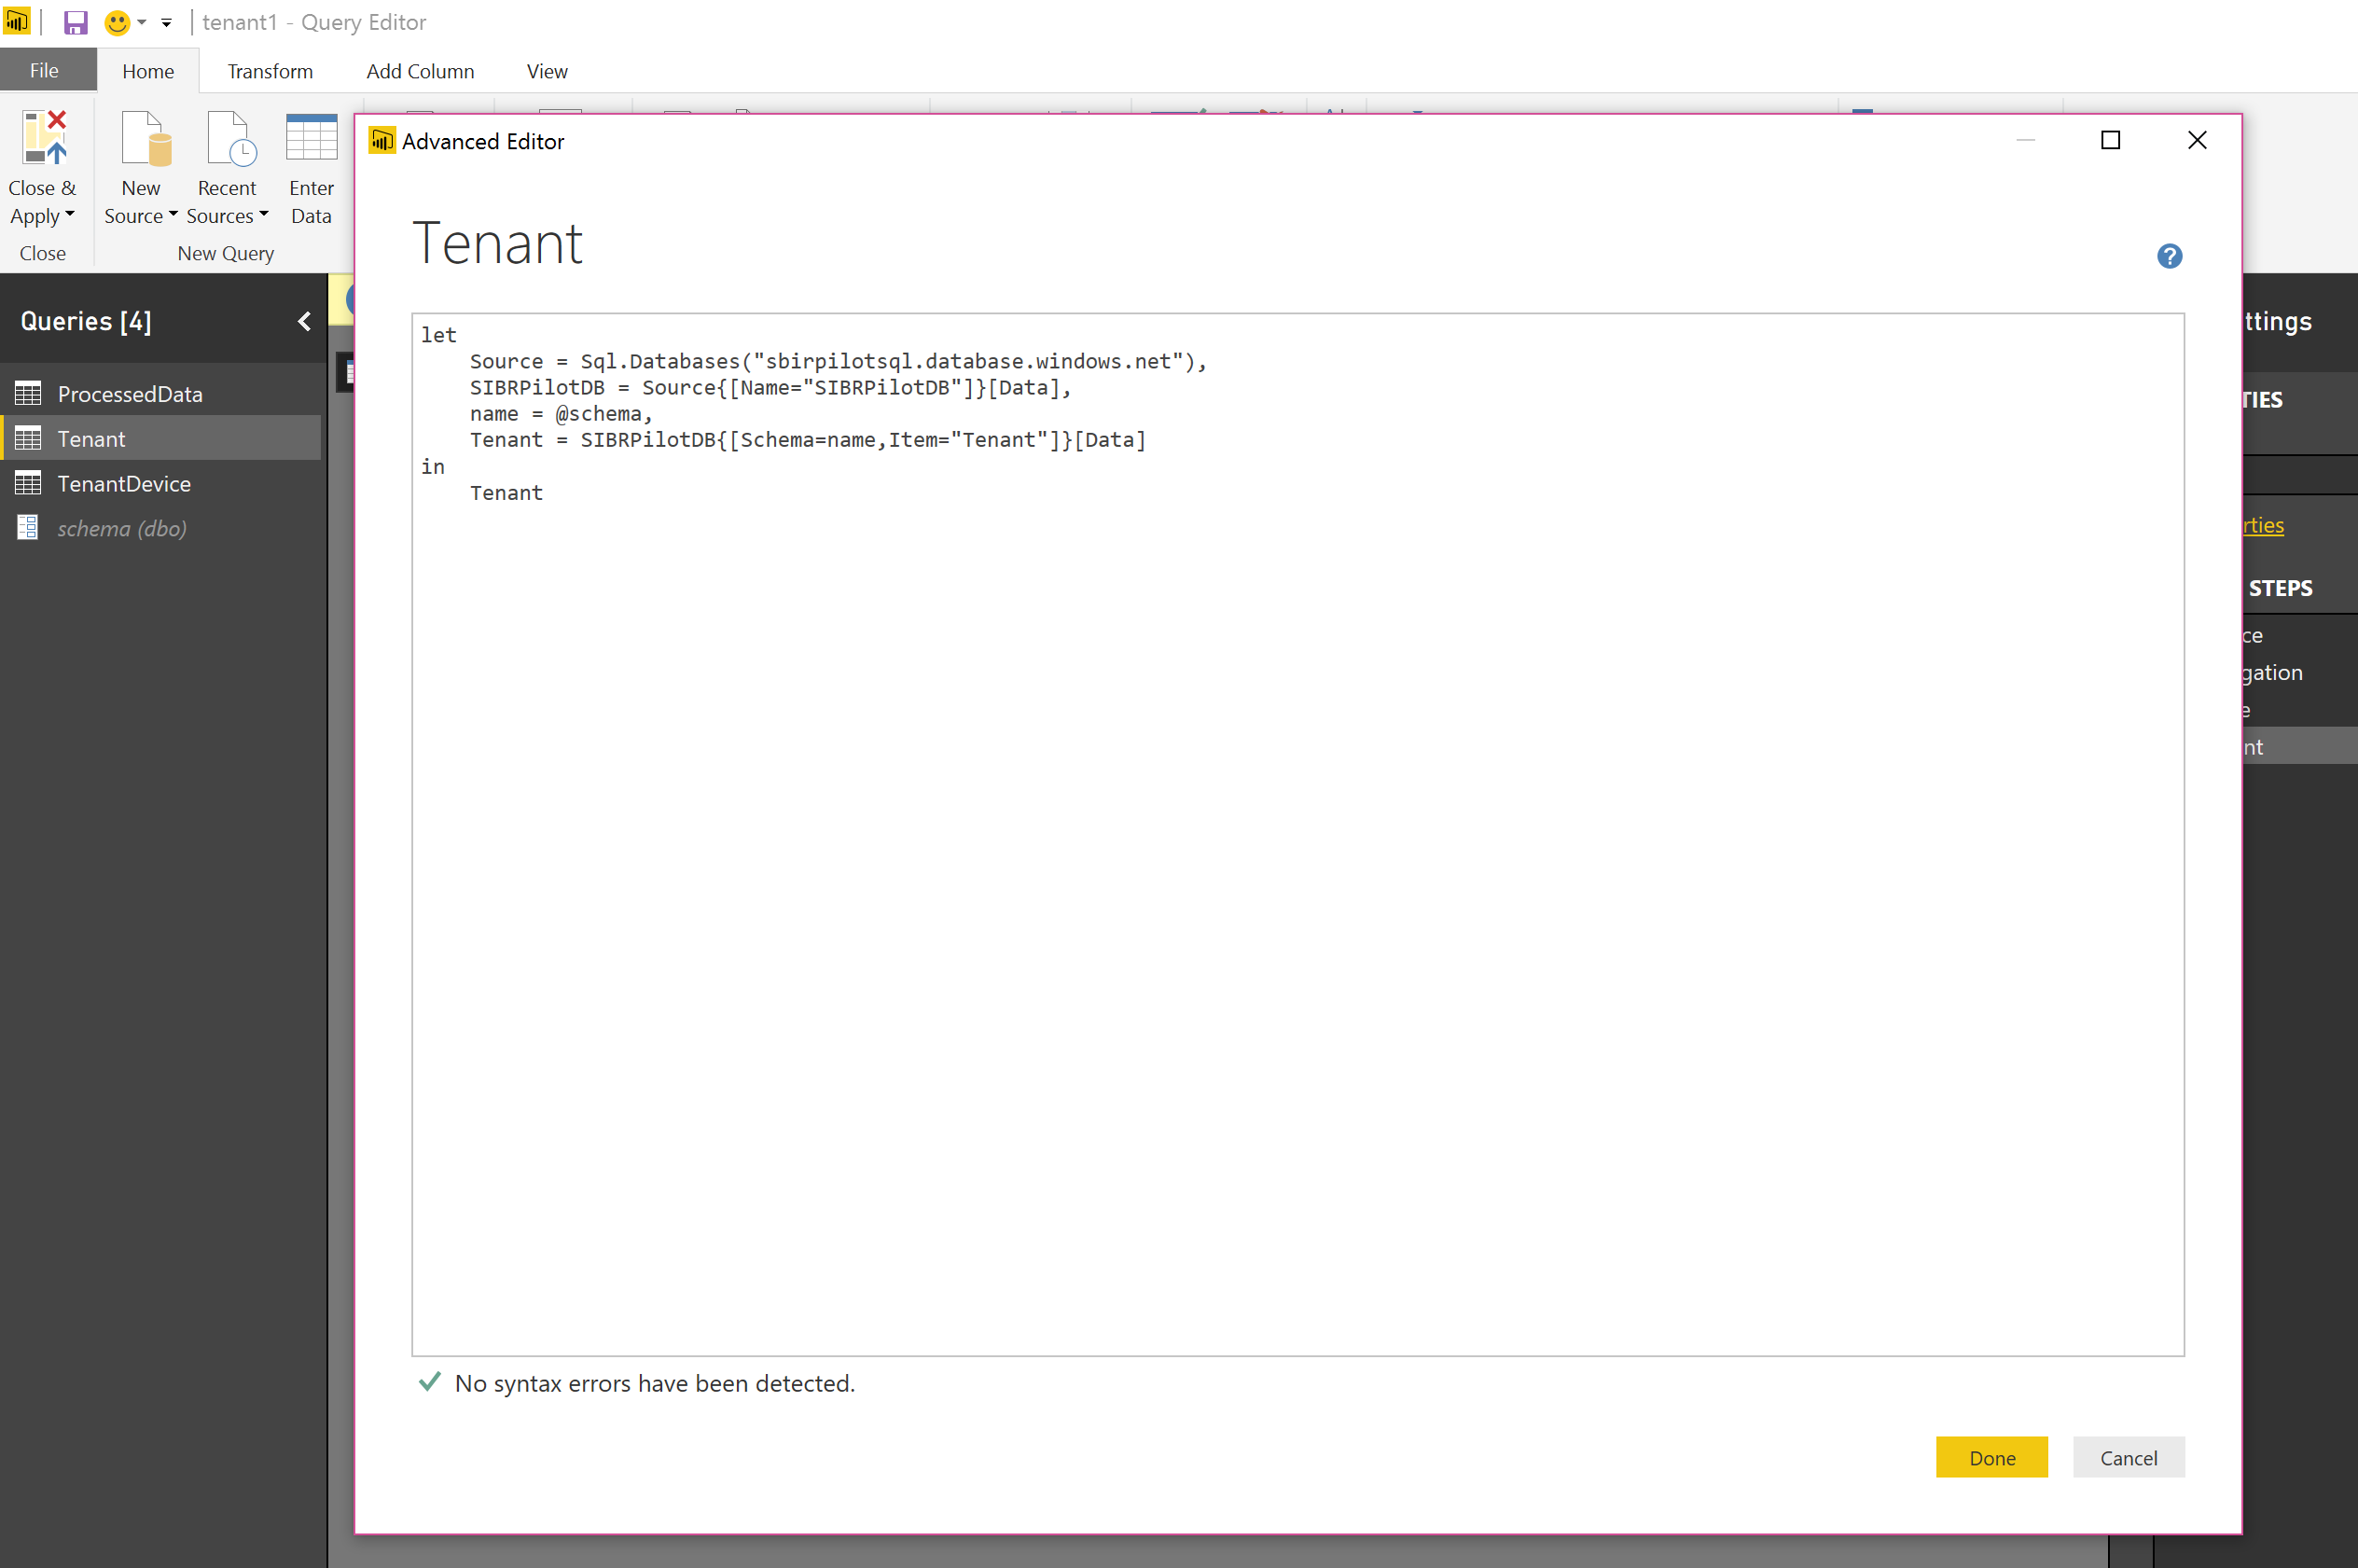 tenant1 - Query Editor
File Home Transform Add Column View
Close & Apply
New Source
Recent Sources
Enter Data
Close
New Query
Queries [4]
ProcessedData
Tenant
TenantDevice
schema (dbo)
Advanced Editor
Tenant
?
let
    Source = Sql.Databases("sbirpilotsql.database.windows.net"),
    SIBRPilotDB = Source{[Name="SIBRPilotDB"]}[Data],
    name = @schema,
    Tenant = SIBRPilotDB{[Schema=name,Item="Tenant"]}[Data]
in
    Tenant
No syntax errors have been detected.
Done Cancel
ttings
TIES
rties
STEPS
ce
gation
e
nt